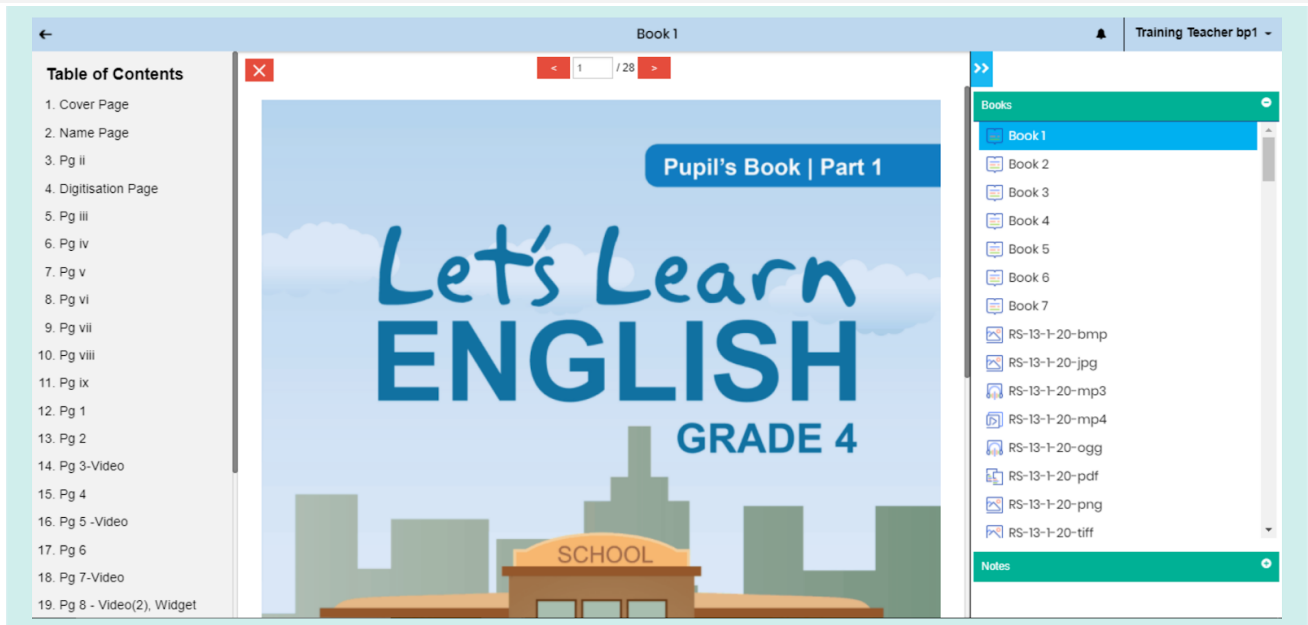 Book 1
Training Teacher bp1
Table of Contents
1. Cover Page
2. Name Page
3. Pg ii
4. Digitisation Page
5. Pg iii
6. Pg iv
7. Pg v
8. Pg vi
9. Pg vii
10. Pg viii
11. Pg ix
12. Pg 1
13. Pg 2
14. Pg 3-Video
15. Pg 4
16. Pg 5 -Video
17. Pg 6
18. Pg 7-Video
19. Pg 8 - Video(2), Widget
< 1 / 28 >
Pupil's Book | Part 1
Let's Learn
ENGLISH
GRADE 4
SCHOOL
Books
Book 1
Book 2
Book 3
Book 4
Book 5
Book 6
Book 7
RS-13-1-20-bmp
RS-13-1-20-jpg
RS-13-1-20-mp3
RS-13-1-20-mp4
RS-13-1-20-ogg
RS-13-1-20-pdf
RS-13-1-20-png
RS-13-1-20-tiff
Notes